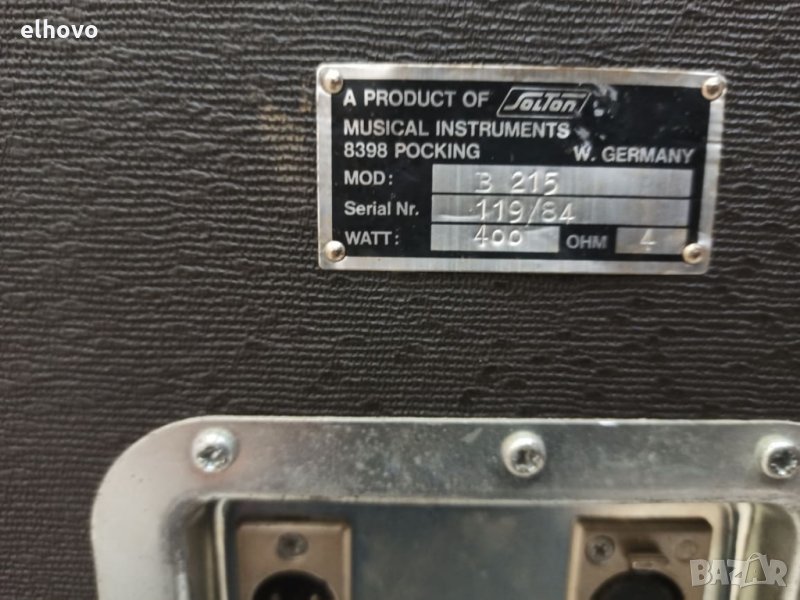 elhovo
A PRODUCT OF Solton
MUSICAL INSTRUMENTS
8398 POCKING W. GERMANY
MOD: B 215
Serial Nr. 119/84
WATT: 400 OHM 4
BAZAR